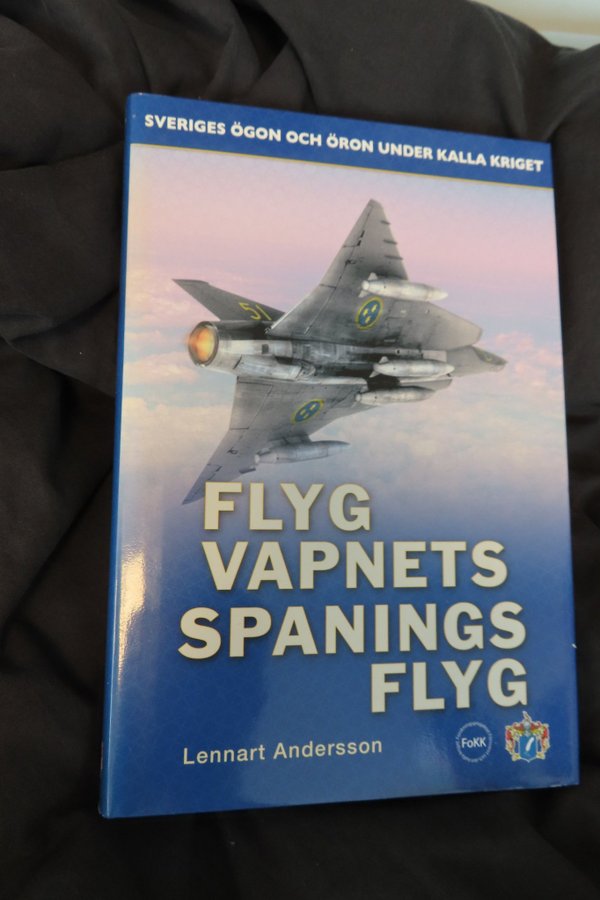 SVERIGES ÖGON OCH ÖRON UNDER KALLA KRIGET
51
FLYG
VAPNETS
SPANINGS
FLYG
Lennart Andersson
FoKK